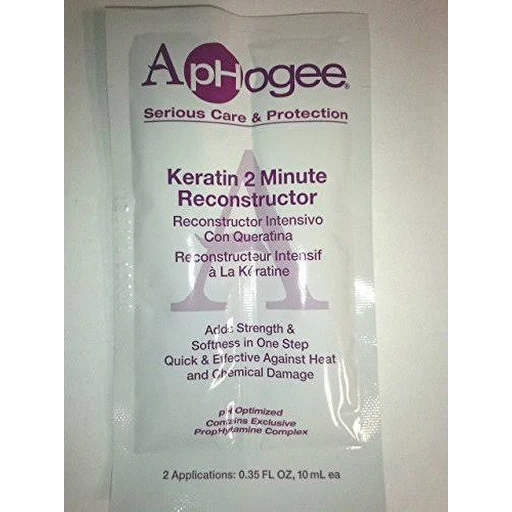 ApHogee®
Serious Care & Protection
A
Keratin 2 Minute
Reconstructor
Reconstructor Intensivo
Con Queratina
Reconstructeur Intensif
à La Kératine
Adds Strength &
Softness in One Step
Quick & Effective Against Heat
and Chemical Damage
pH Optimized
Contains Exclusive
PropHytamine Complex
2 Applications: 0.35 FL OZ, 10 mL ea